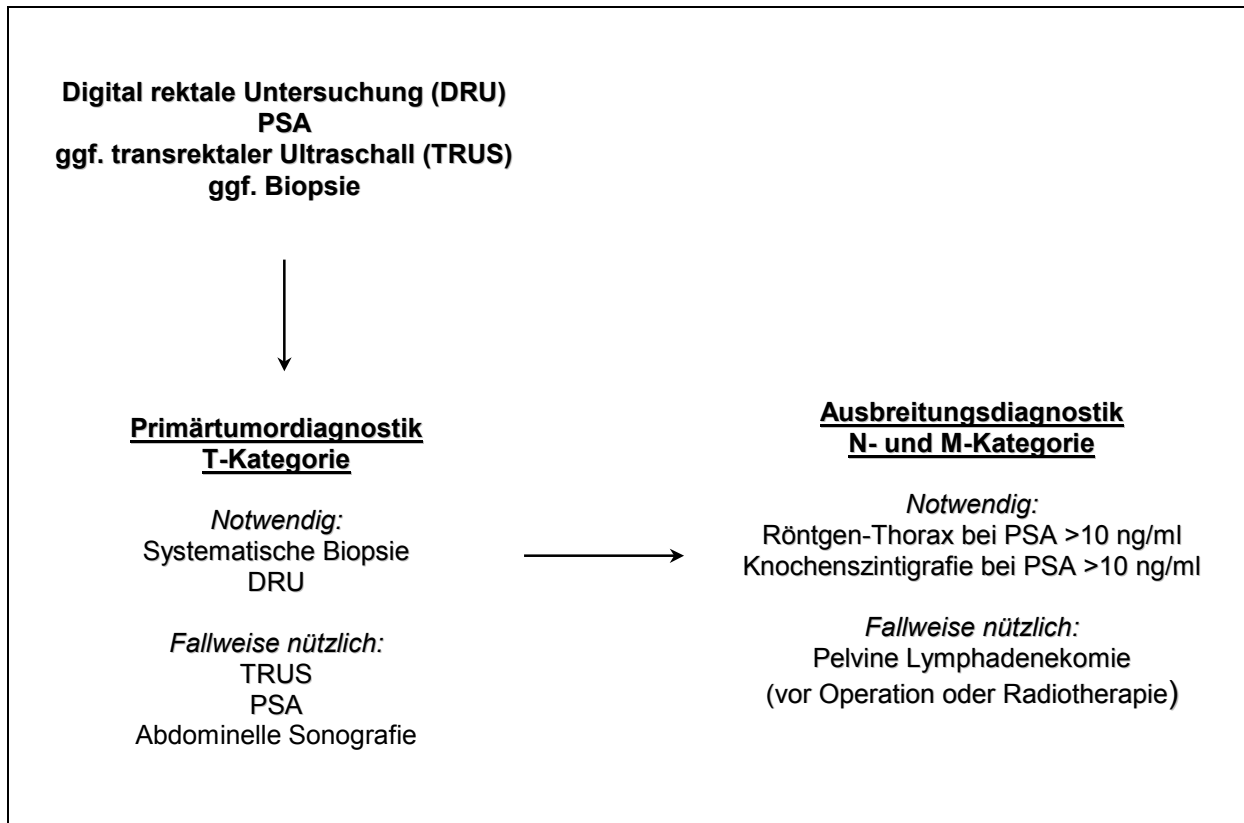 Digital rektale Untersuchung (DRU)
PSA
ggf. transrektaler Ultraschall (TRUS)
ggf. Biopsie
Primärtumordiagnostik
T-Kategorie
Notwendig:
Systematische Biopsie
DRU
Fallweise nützlich:
TRUS
PSA
Abdominelle Sonografie
Ausbreitungsdiagnostik
N- und M-Kategorie
Notwendig:
Röntgen-Thorax bei PSA >10 ng/ml
Knochenszintigrafie bei PSA >10 ng/ml
Fallweise nützlich:
Pelvine Lymphadenekomie
(vor Operation oder Radiotherapie)